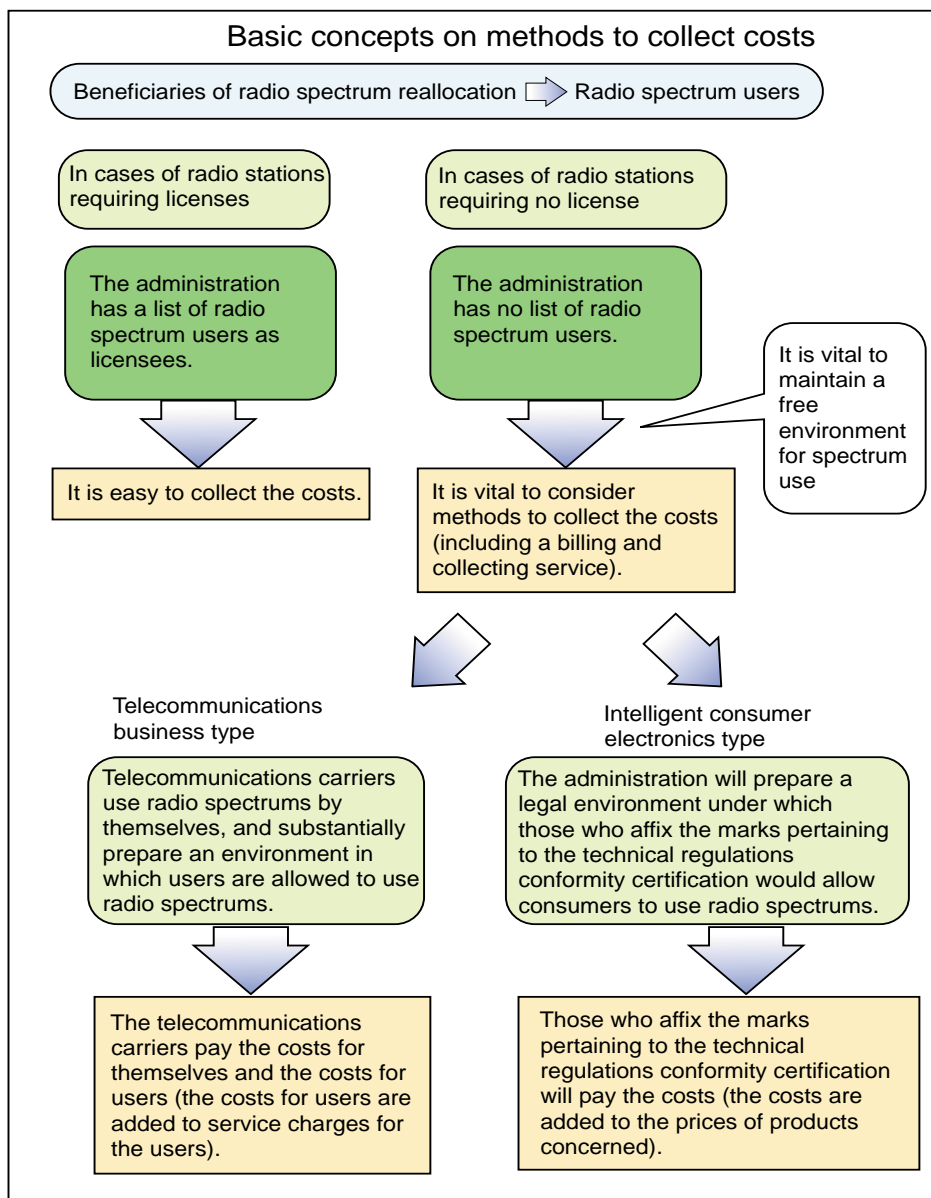 Basic concepts on methods to collect costs
Beneficiaries of radio spectrum reallocation Radio spectrum users
In cases of radio stations
requiring licenses
In cases of radio stations
requiring no license
The administration
has a list of radio
spectrum users as
licensees.
The administration
has no list of radio
spectrum users.
It is vital to
maintain a
free
environment
for spectrum
use
It is easy to collect the costs.
It is vital to consider
methods to collect the costs
(including a billing and
collecting service).
Telecommunications
business type
Intelligent consumer
electronics type
Telecommunications carriers
use radio spectrums by
themselves, and substantially
prepare an environment in
which users are allowed to use
radio spectrums.
The administration will prepare a
legal environment under which
those who affix the marks pertaining
to the technical regulations
conformity certification would allow
consumers to use radio spectrums.
The telecommunications
carriers pay the costs for
themselves and the costs for
users (the costs for users are
added to service charges for
the users).
Those who affix the marks
pertaining to the technical
regulations conformity certification
will pay the costs (the costs are
added to the prices of products
concerned).